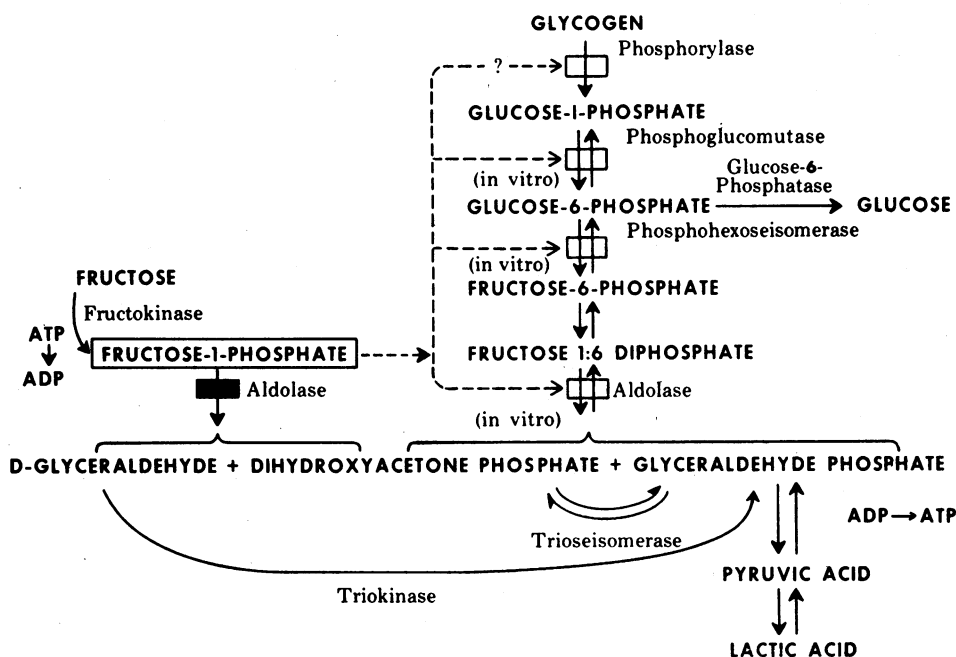 GLYCOGEN
Phosphorylase
?
GLUCOSE-1-PHOSPHATE
Phosphoglucomutase
(in vitro)
Glucose-6-
Phosphatase
GLUCOSE-6-PHOSPHATE
GLUCOSE
Phosphohexoseisomerase
(in vitro)
FRUCTOSE
FRUCTOSE-6-PHOSPHATE
Fructokinase
ATP
ADP
FRUCTOSE-1-PHOSPHATE
FRUCTOSE 1:6 DIPHOSPHATE
Aldolase
Aldolase
(in vitro)
D-GLYCERALDEHYDE + DIHYDROXYACETONE PHOSPHATE + GLYCERALDEHYDE PHOSPHATE
ADP → ATP
Trioseisomerase
PYRUVIC ACID
Triokinase
LACTIC ACID